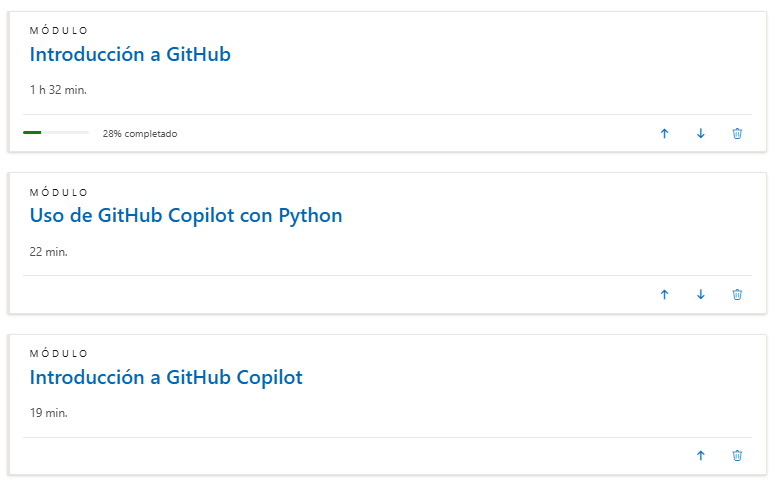 MÓDULO
Introducción a GitHub
1 h 32 min.
28% completado
MÓDULO
Uso de GitHub Copilot con Python
22 min.
MÓDULO
Introducción a GitHub Copilot
19 min.